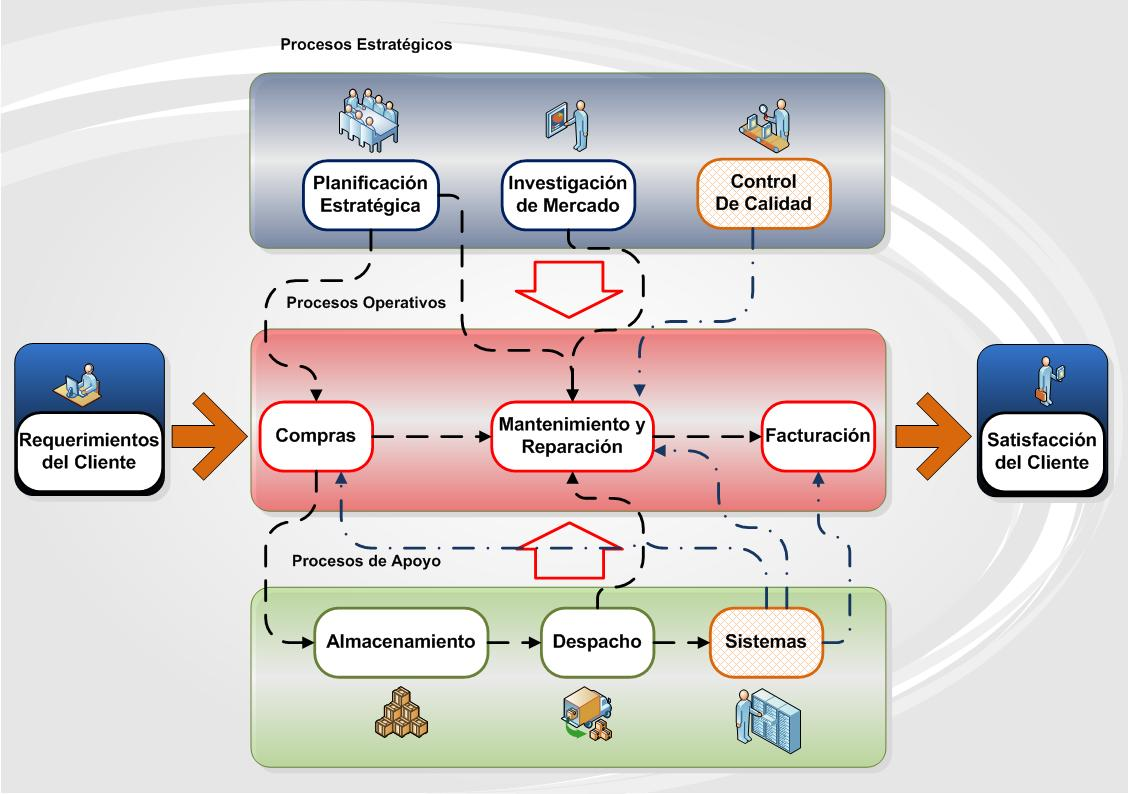 Procesos Estratégicos
Planificación
Estratégica
Investigación
de Mercado
Control
De Calidad
Procesos Operativos
Requerimientos
del Cliente
Compras
Mantenimiento y
Reparación
Facturación
Satisfacción
del Cliente
Procesos de Apoyo
Almacenamiento
Despacho
Sistemas